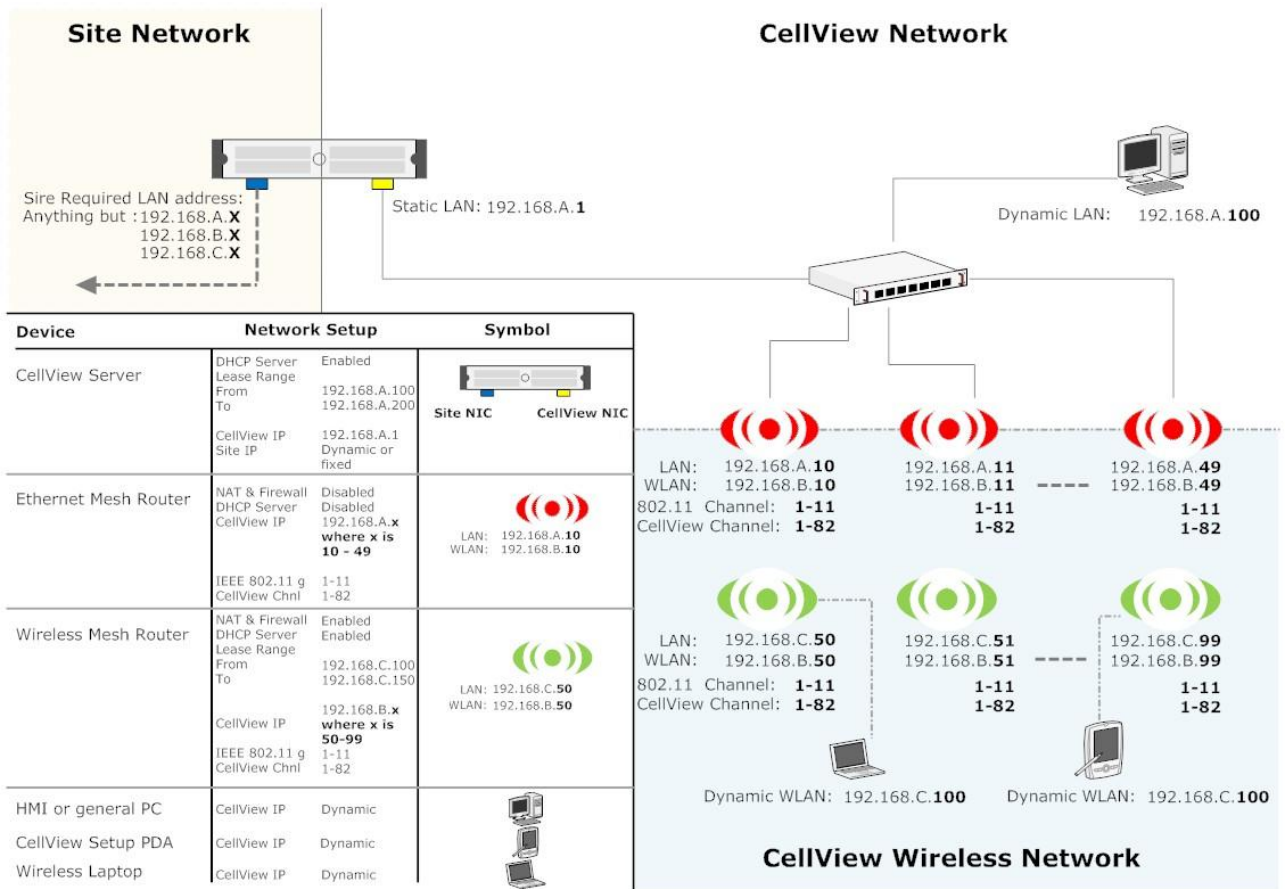 Site Network
CellView Network
Sire Required LAN address:
Anything but : 192.168.A.X
192.168.B.X
192.168.C.X
Static LAN: 192.168.A.1
Dynamic LAN: 192.168.A.100
Device Network Setup Symbol
CellView Server
DHCP Server Enabled
Lease Range
From 192.168.A.100
To 192.168.A.200
CellView IP 192.168.A.1
Site IP Dynamic or
fixed
Site NIC CellView NIC
Ethernet Mesh Router
NAT & Firewall Disabled
DHCP Server Disabled
CellView IP 192.168.A.x
where x is
10 - 49
IEEE 802.11 g 1-11
CellView Chnl 1-82
LAN: 192.168.A.10
WLAN: 192.168.B.10
Wireless Mesh Router
NAT & Firewall Enabled
DHCP Server Enabled
Lease Range
From 192.168.C.100
To 192.168.C.150
192.168.B.x
CellView IP where x is
50-99
IEEE 802.11 g 1-11
CellView Chnl 1-82
LAN: 192.168.C.50
WLAN: 192.168.B.50
HMI or general PC CellView IP Dynamic
CellView Setup PDA CellView IP Dynamic
Wireless Laptop CellView IP Dynamic
LAN: 192.168.A.10 192.168.A.11 192.168.A.49
WLAN: 192.168.B.10 192.168.B.11 192.168.B.49
802.11 Channel: 1-11 1-11 1-11
CellView Channel: 1-82 1-82 1-82
LAN: 192.168.C.50 192.168.C.51 192.168.C.99
WLAN: 192.168.B.50 192.168.B.51 192.168.B.99
802.11 Channel: 1-11 1-11 1-11
CellView Channel: 1-82 1-82 1-82
Dynamic WLAN: 192.168.C.100 Dynamic WLAN: 192.168.C.100
CellView Wireless Network